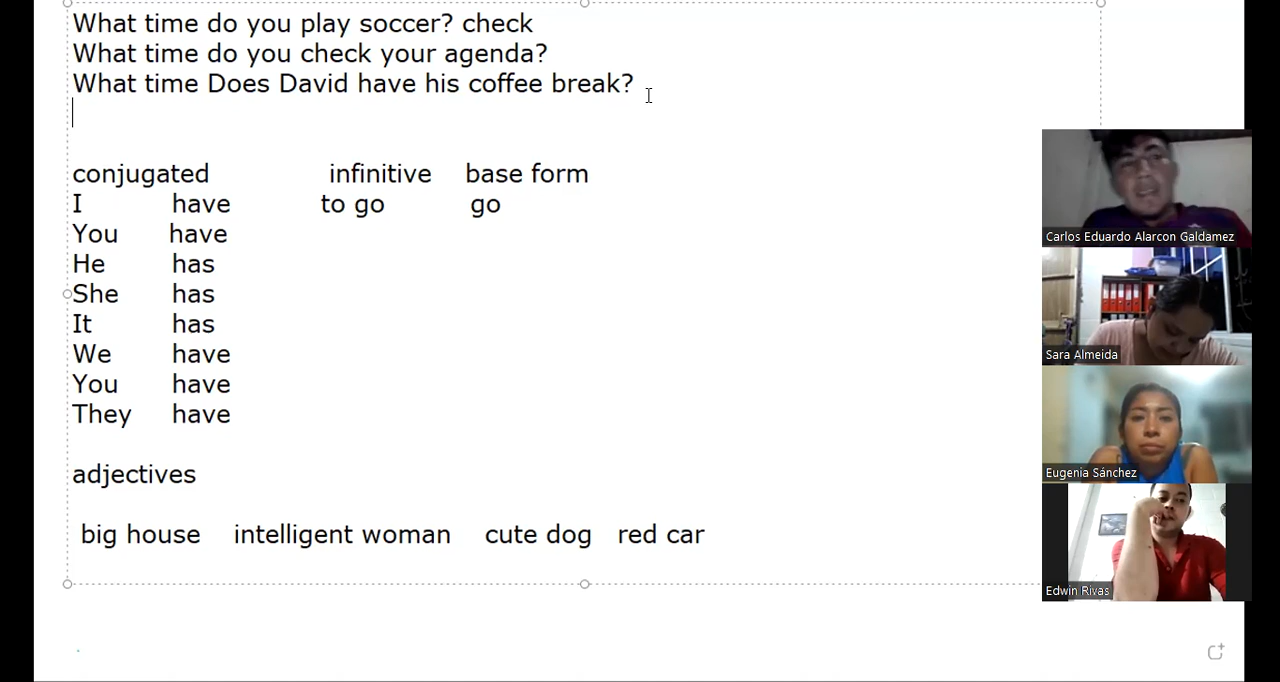 What time do you play soccer? check
What time do you check your agenda?
What time Does David have his coffee break?
conjugated infinitive base form
I have to go go
You have
He has
She has
It has
We have
You have
They have
adjectives
big house intelligent woman cute dog red car
Carlos Eduardo Alarcon Galdamez
Sara Almeida
Eugenia Sánchez
Edwin Rivas